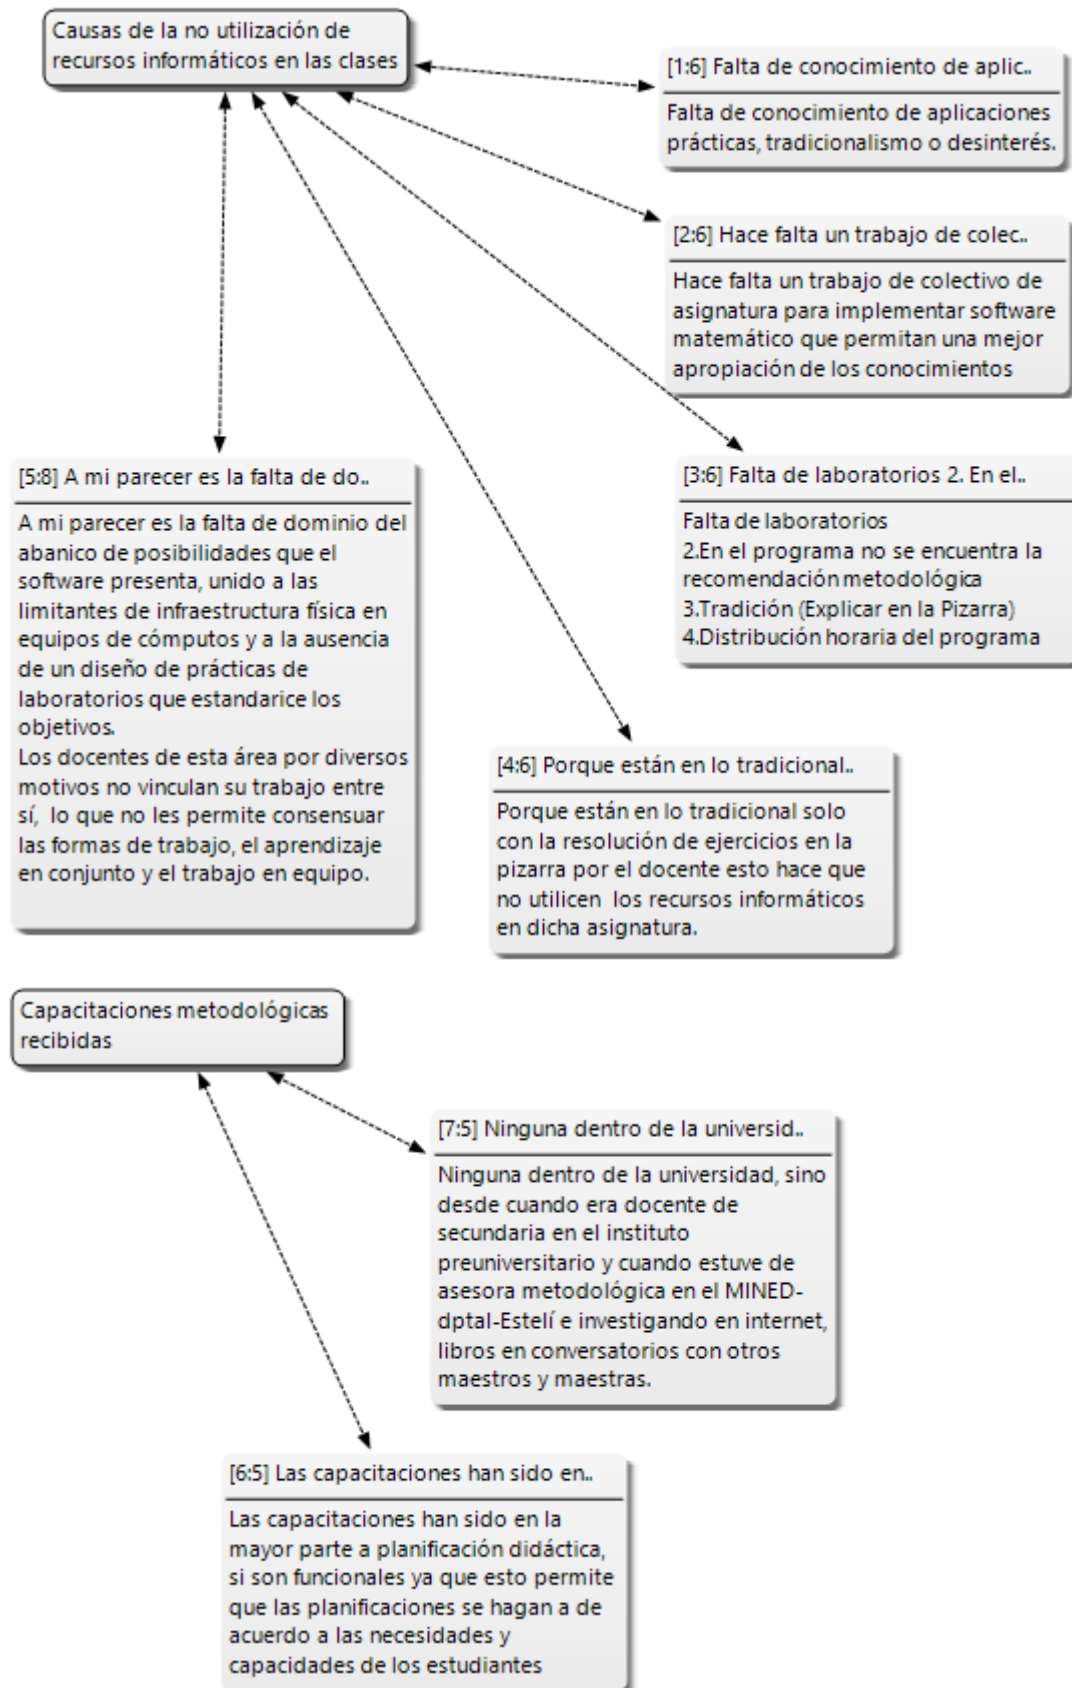 Causas de la no utilización de
recursos informáticos en las clases
[1:6] Falta de conocimiento de aplic..
Falta de conocimiento de aplicaciones
prácticas, tradicionalismo o desinterés.
[2:6] Hace falta un trabajo de colec..
Hace falta un trabajo de colectivo de
asignatura para implementar software
matemático que permitan una mejor
apropiación de los conocimientos
[3:6] Falta de laboratorios 2. En el..
Falta de laboratorios
2.En el programa no se encuentra la
recomendación metodológica
3.Tradición (Explicar en la Pizarra)
4.Distribución horaria del programa
[5:8] A mi parecer es la falta de do..
A mi parecer es la falta de dominio del
abanico de posibilidades que el
software presenta, unido a las
limitantes de infraestructura física en
equipos de cómputos y a la ausencia
de un diseño de prácticas de
laboratorios que estandarice los
objetivos.
Los docentes de esta área por diversos
motivos no vinculan su trabajo entre
sí, lo que no les permite consensuar
las formas de trabajo, el aprendizaje
en conjunto y el trabajo en equipo.
[4:6] Porque están en lo tradicional..
Porque están en lo tradicional solo
con la resolución de ejercicios en la
pizarra por el docente esto hace que
no utilicen los recursos informáticos
en dicha asignatura.
Capacitaciones metodológicas
recibidas
[7:5] Ninguna dentro de la universid..
Ninguna dentro de la universidad, sino
desde cuando era docente de
secundaria en el instituto
preuniversitario y cuando estuve de
asesora metodológica en el MINED-
dptal-Estelí e investigando en internet,
libros en conversatorios con otros
maestros y maestras.
[6:5] Las capacitaciones han sido en..
Las capacitaciones han sido en la
mayor parte a planificación didáctica,
si son funcionales ya que esto permite
que las planificaciones se hagan a de
acuerdo a las necesidades y
capacidades de los estudiantes